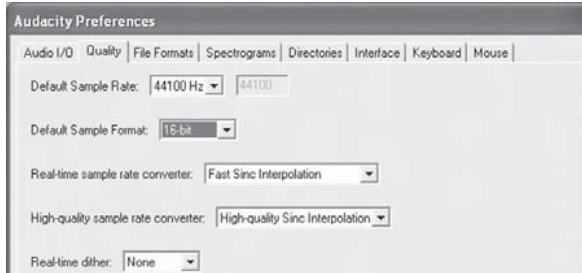 Audacity Preferences
Audio I/O Quality File Formats Spectrograms Directories Interface Keyboard Mouse
Default Sample Rate: 44100 Hz 44100
Default Sample Format: 16-bit
Real-time sample rate converter: Fast Sinc Interpolation
High-quality sample rate converter: High-quality Sinc Interpolation
Real-time dither: None